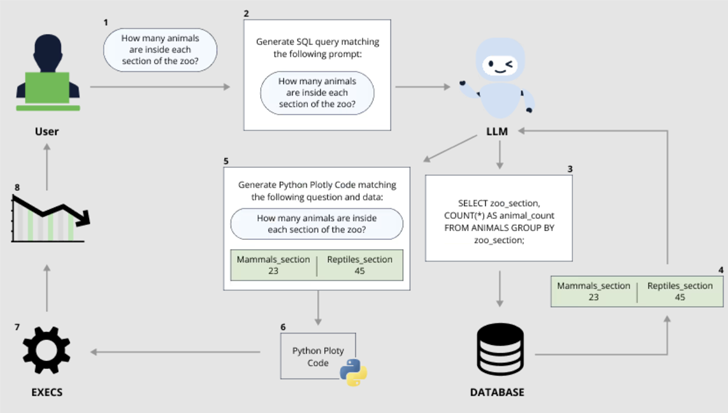 1
How many animals
are inside each
section of the zoo?
2
Generate SQL query matching
the following prompt:
How many animals
are inside each
section of the zoo?
User
LLM
3
SELECT zoo_section,
COUNT(*) AS animal_count
FROM ANIMALS GROUP BY
zoo_section;
4
Mammals_section
23
Reptiles_section
45
5
Generate Python Plotly Code matching
the following question and data:
How many animals are inside
each section of the zoo?
Mammals_section
23
Reptiles_section
45
6
Python Ploty
Code
7
EXECS
8
DATABASE